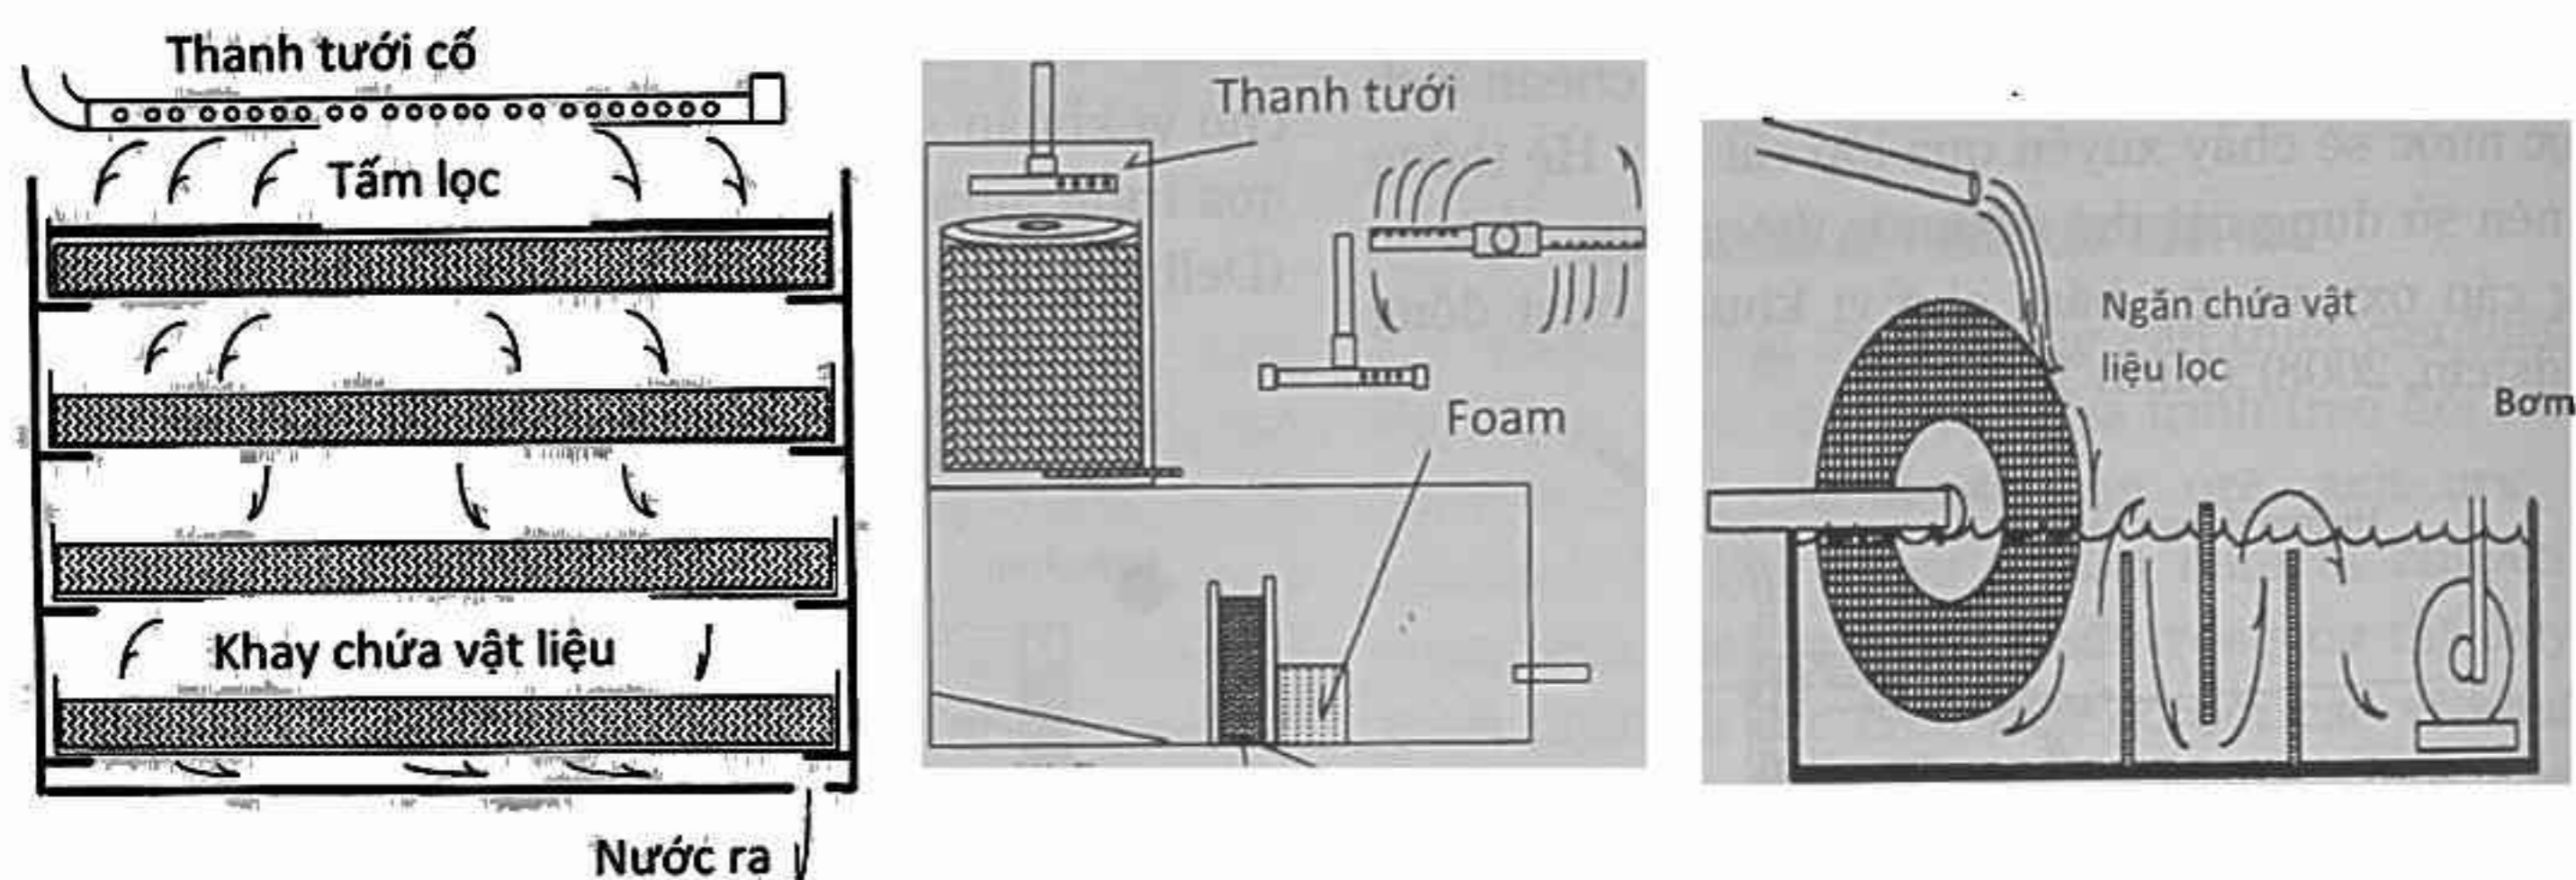 Thanh tưới cố
Tấm lọc
Khay chứa vật liệu
Nước ra
Thanh tưới
Foam
Ngăn chứa vật
liệu lọc
Bơm